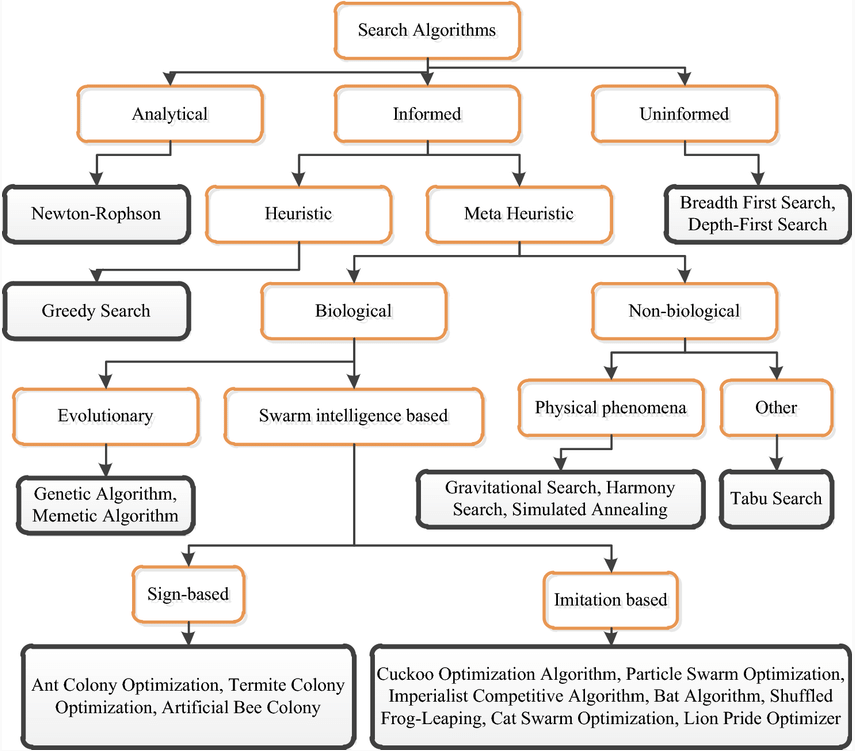 Search Algorithms
Analytical
Informed
Uninformed
Newton-Rophson
Heuristic
Meta Heuristic
Breadth First Search,
Depth-First Search
Greedy Search
Biological
Non-biological
Evolutionary
Swarm intelligence based
Physical phenomena
Other
Genetic Algorithm,
Memetic Algorithm
Gravitational Search, Harmony
Search, Simulated Annealing
Tabu Search
Sign-based
Imitation based
Ant Colony Optimization, Termite Colony
Optimization, Artificial Bee Colony
Cuckoo Optimization Algorithm, Particle Swarm Optimization,
Imperialist Competitive Algorithm, Bat Algorithm, Shuffled
Frog-Leaping, Cat Swarm Optimization, Lion Pride Optimizer